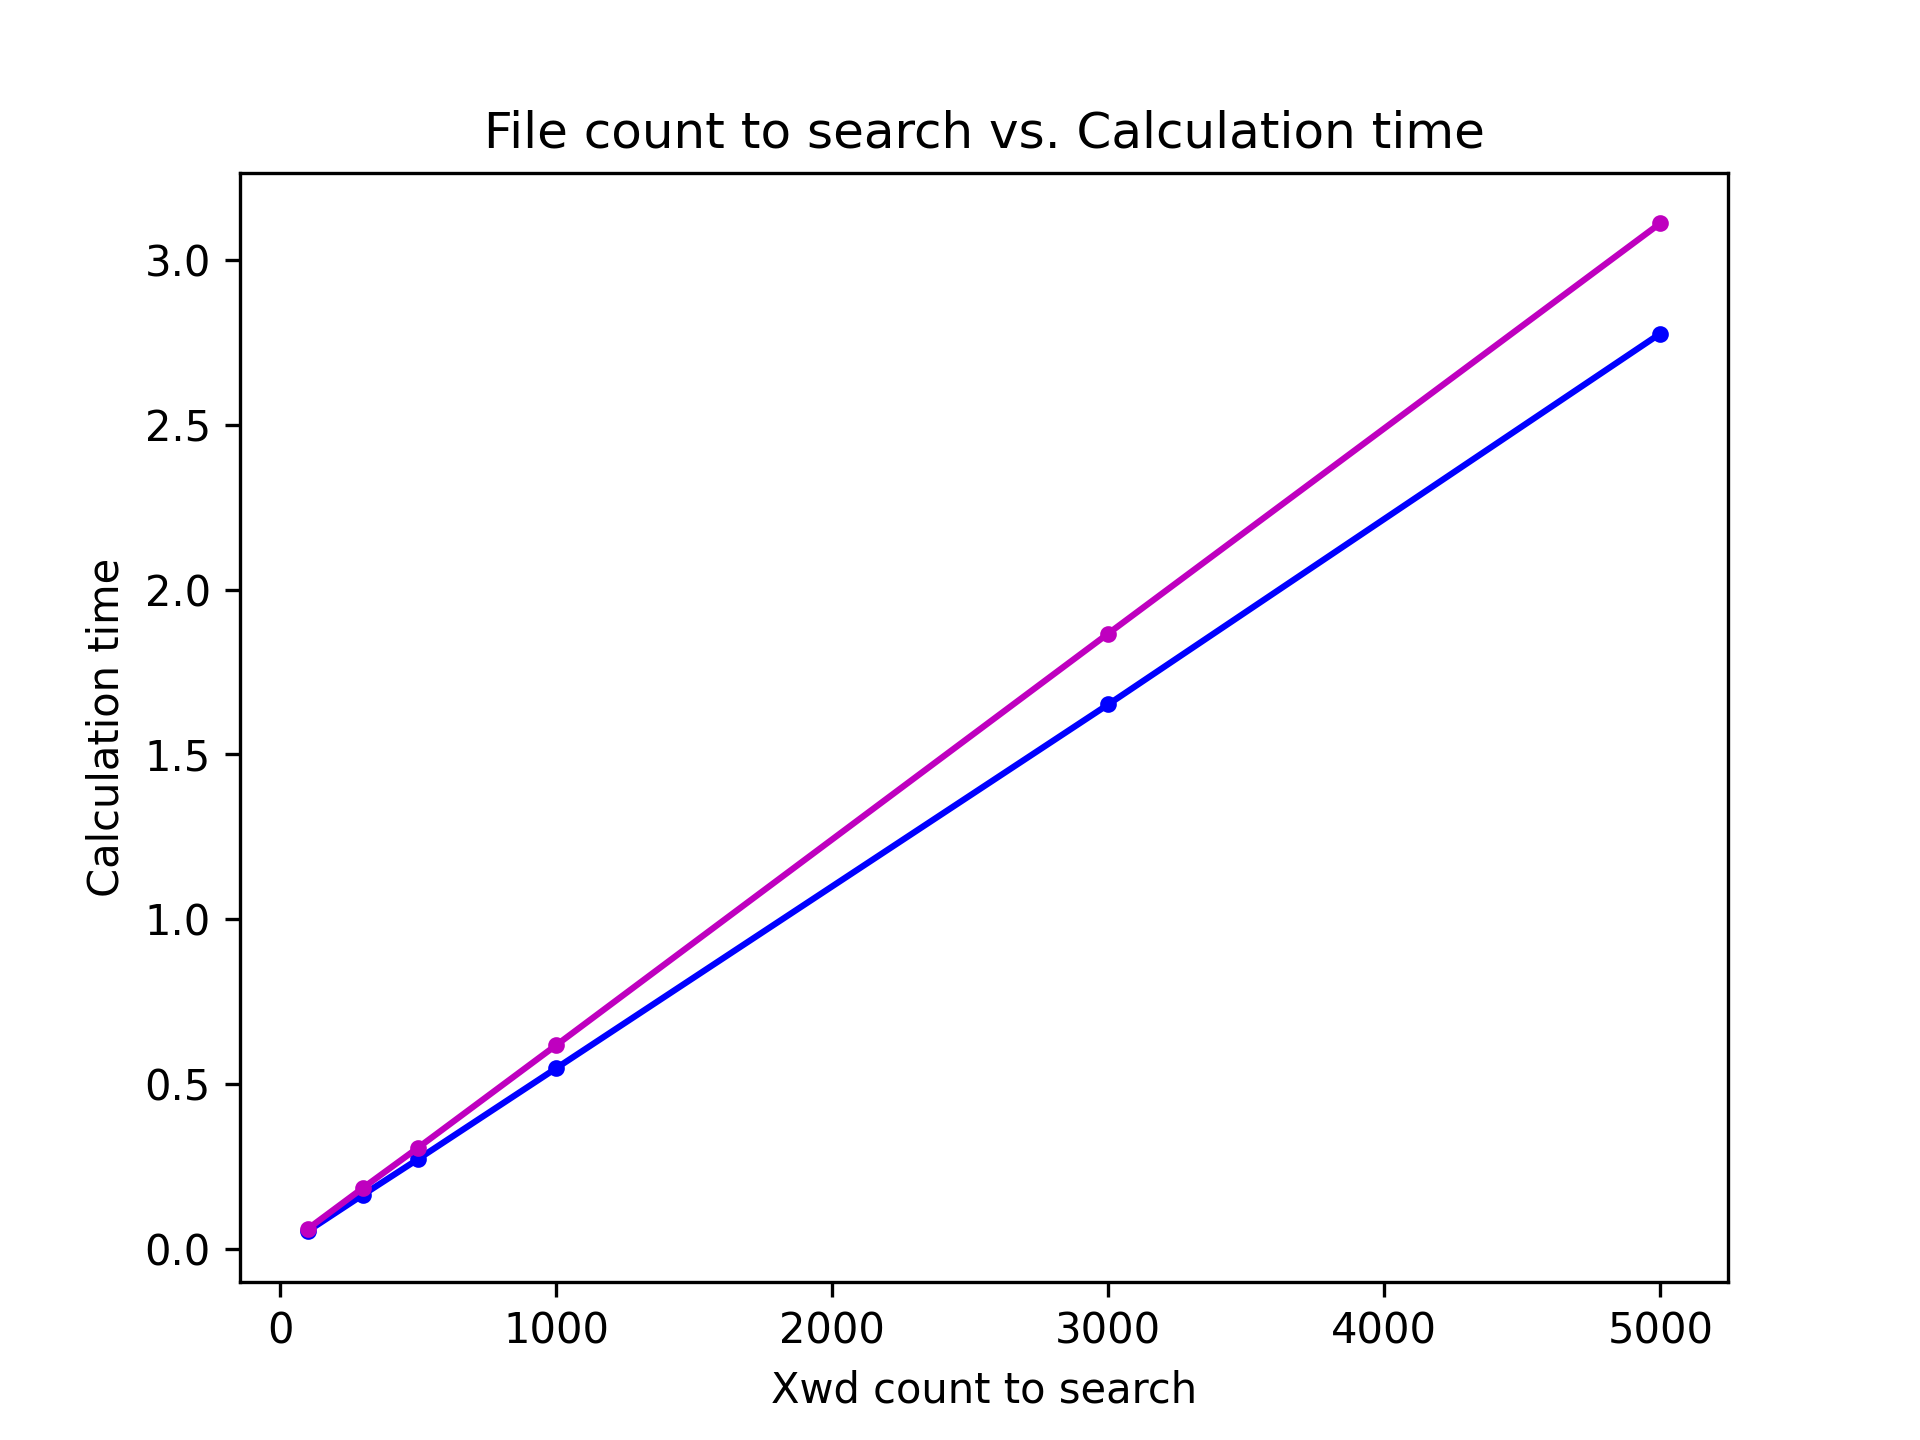 File count to search vs. Calculation time
Calculation time
3.0
2.5
2.0
1.5
1.0
0.5
0.0
0 1000 2000 3000 4000 5000
Xwd count to search